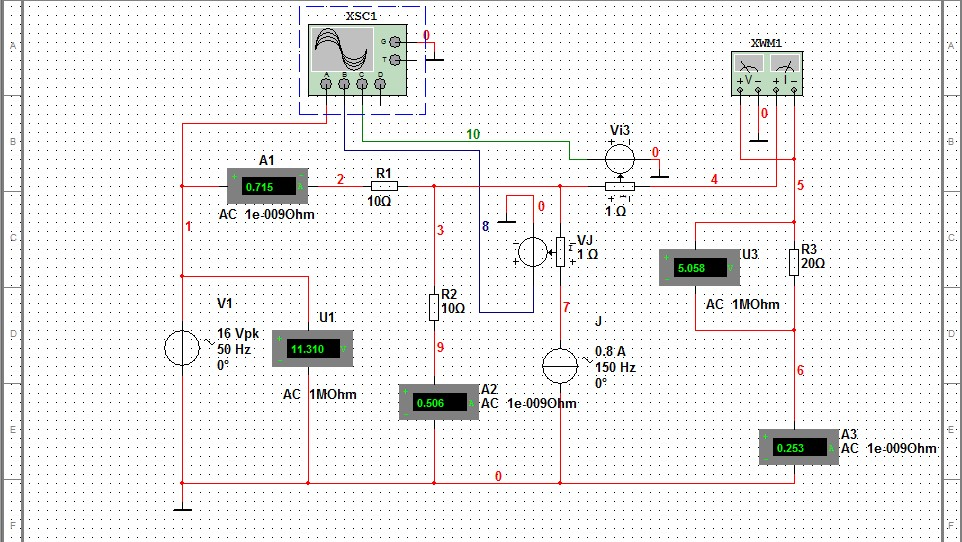 XSC1
0
G
T
A B C D
XWM1
+ V - + I -
0
A
A
B
B
10
Vi3
0
A1
0.715
A
2
R1
10Ω
AC 1e-009Ohm
4
5
1 Ω
1
3
8
0
VJ
1 Ω
C
C
U3
5.058
V
R3
20Ω
AC 1MOhm
V1
16 Vpk
50 Hz
0°
U1
11.310
V
AC 1MOhm
R2
10Ω
7
J
0.8 A
150 Hz
0°
D
D
9
6
A2
0.506
A
AC 1e-009Ohm
A3
0.253
A
AC 1e-009Ohm
E
E
0
F
F